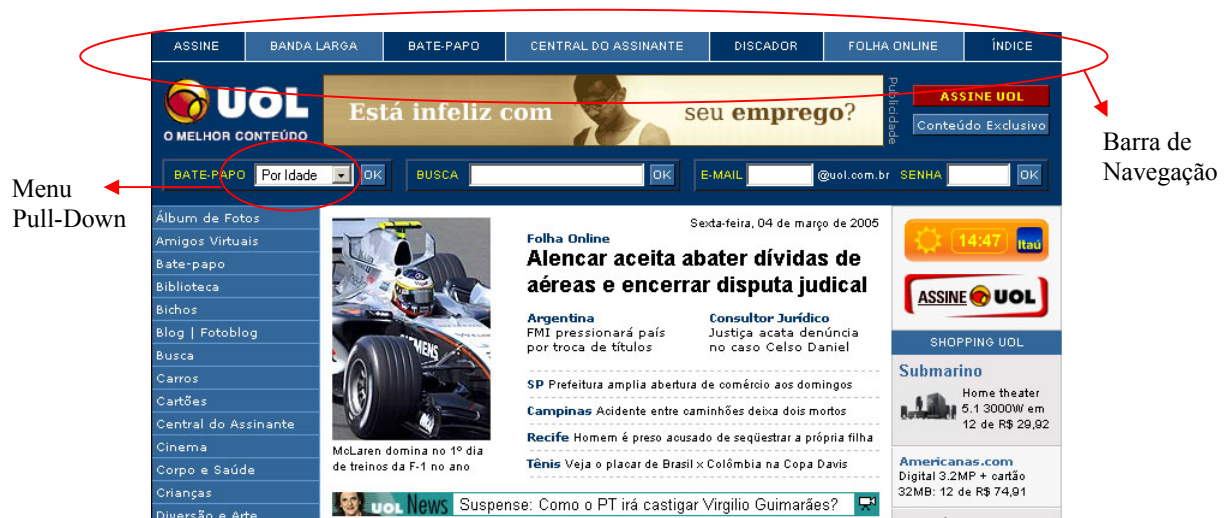 ASSINE BANDA LARGA BATE-PAPO CENTRAL DO ASSINANTE DISCADOR FOLHA ONLINE ÍNDICE
UOL
O MELHOR CONTEÚDO
Está infeliz com seu emprego?
Publicidade
ASSINE UOL
Conteúdo Exclusivo
Barra de
Navegação
BATE-PAPO Por Idade OK BUSCA OK E-MAIL @uol.com.br SENHA OK
Menu
Pull-Down
Álbum de Fotos
Amigos Virtuais
Bate-papo
Biblioteca
Bichos
Blog | Fotoblog
Busca
Carros
Cartões
Central do Assinante
Cinema
Corpo e Saúde
Crianças
Diversão e Arte
SIEMENS
McLaren domina no 1º dia
de treinos da F-1 no ano
Sexta-feira, 04 de março de 2005
Folha Online
Alencar aceita abater dívidas de
aéreas e encerrar disputa judical
Argentina
FMI pressionará país
por troca de títulos
Consultor Jurídico
Justiça acata denúncia
no caso Celso Daniel
SP Prefeitura amplia abertura de comércio aos domingos
Campinas Acidente entre caminhões deixa dois mortos
Recife Homem é preso acusado de seqüestrar a própria filha
Tênis Veja o placar de Brasil x Colômbia na Copa Davis
UOL News Suspense: Como o PT irá castigar Virgilio Guimarães?
14:47 Itaú
ASSINE UOL
SHOPPING UOL
Submarino
Home theater
5.1 3000W em
12 de R$ 29,92
Americanas.com
Digital 3.2MP + cartão
32MB: 12 de R$ 74,91